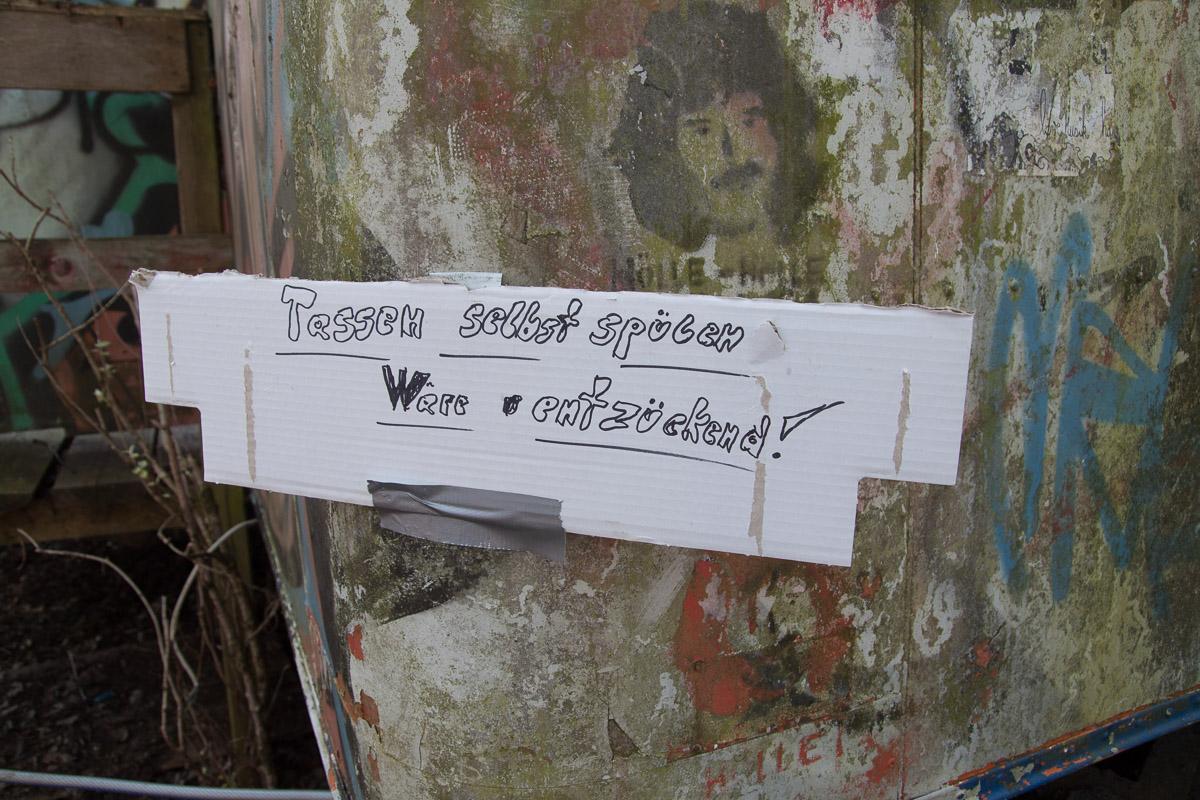 Tassen selbst spülen
Wäre entzückend!